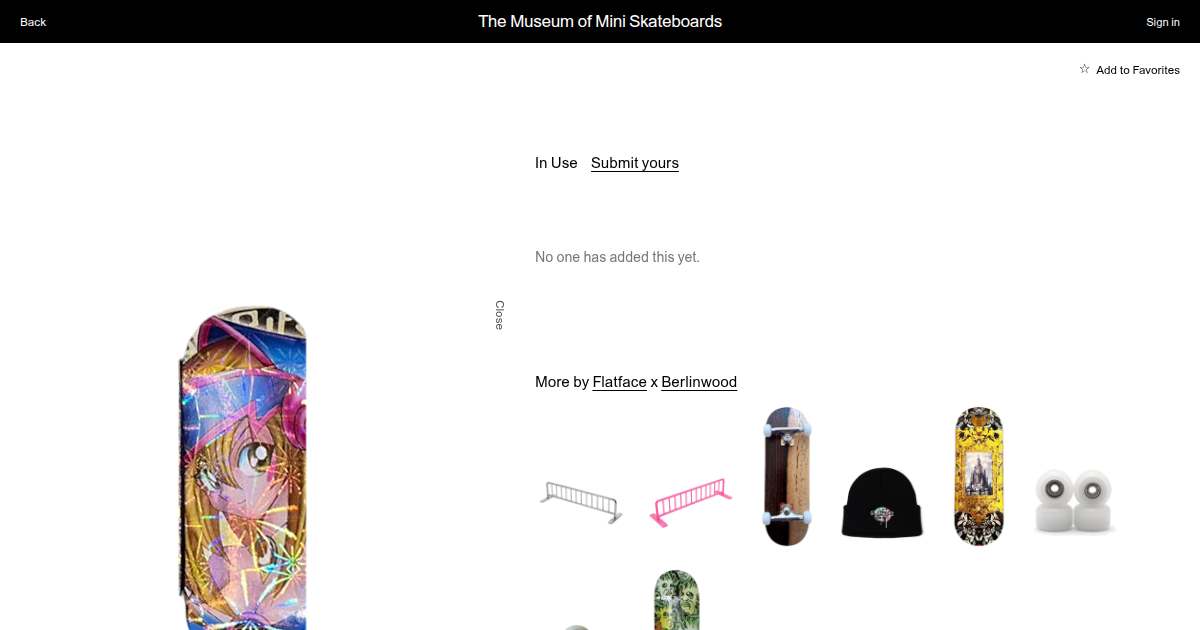 Back
The Museum of Mini Skateboards
Sign in
☆ Add to Favorites
In Use Submit yours
No one has added this yet.
Close
More by Flatface x Berlinwood